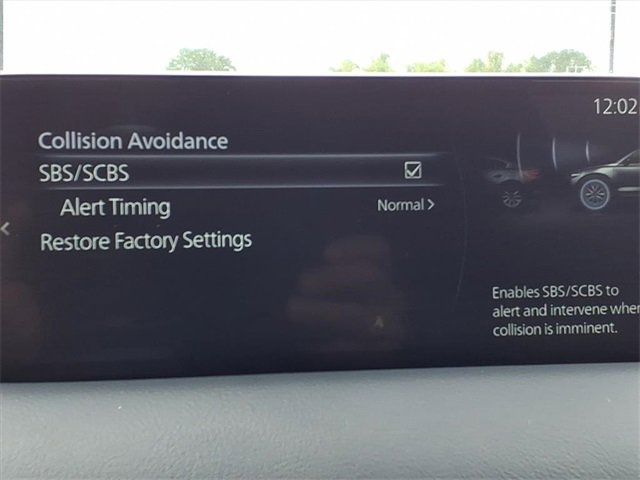 12:02
Collision Avoidance
SBS/SCBS
Alert Timing Normal >
Restore Factory Settings
Enables SBS/SCBS to
alert and intervene when
collision is imminent.